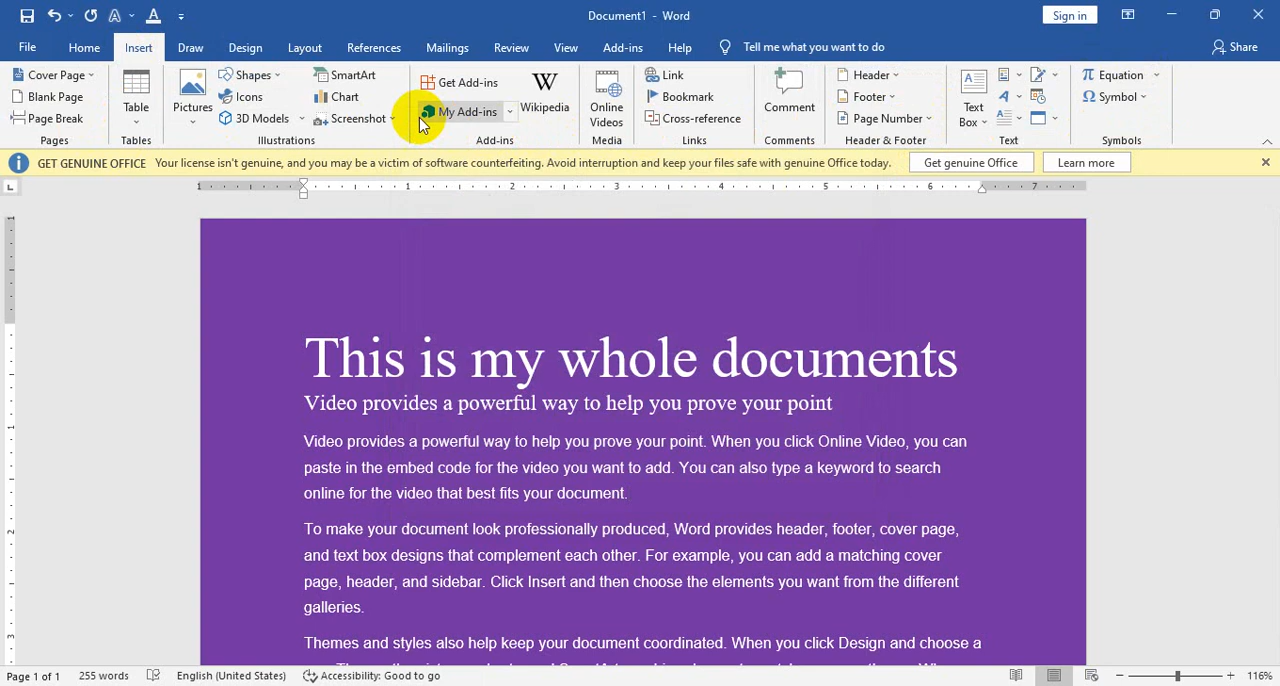 Document1 - Word
Sign in
File Home Insert Draw Design Layout References Mailings Review View Add-ins Help Tell me what you want to do Share
Cover Page
Blank Page
Page Break
Pages
Table
Tables
Pictures
Shapes
Icons
3D Models
SmartArt
Chart
Screenshot
Illustrations
Get Add-ins
My Add-ins
W
Wikipedia
Add-ins
Online
Videos
Media
Link
Bookmark
Cross-reference
Links
Comment
Comments
Header
Footer
Page Number
Header & Footer
Text
Box
Text
Equation
Symbol
Symbols
GET GENUINE OFFICE Your license isn't genuine, and you may be a victim of software counterfeiting. Avoid interruption and keep your files safe with genuine Office today. Get genuine Office Learn more
1 1 2 3 4 5 6 7
This is my whole documents
Video provides a powerful way to help you prove your point
Video provides a powerful way to help you prove your point. When you click Online Video, you can
paste in the embed code for the video you want to add. You can also type a keyword to search
online for the video that best fits your document.
To make your document look professionally produced, Word provides header, footer, cover page,
and text box designs that complement each other. For example, you can add a matching cover
page, header, and sidebar. Click Insert and then choose the elements you want from the different
galleries.
Themes and styles also help keep your document coordinated. When you click Design and choose a
Page 1 of 1 255 words English (United States) Accessibility: Good to go 116%